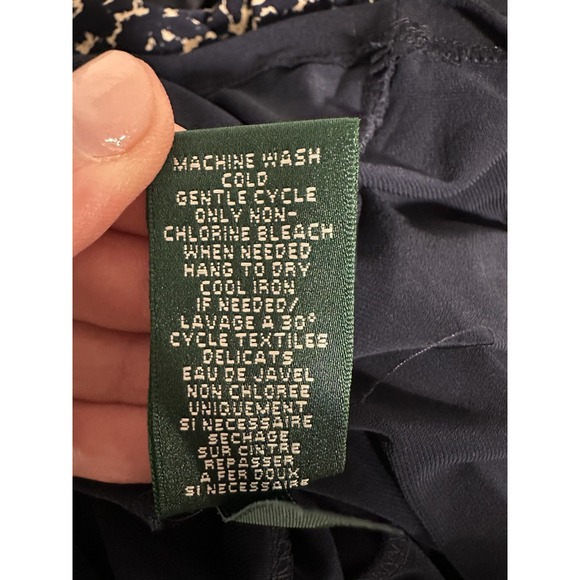 MACHINE WASH
COLD
GENTLE CYCLE
ONLY NON-
CHLORINE BLEACH
WHEN NEEDED
HANG TO DRY
COOL IRON
IF NEEDED/
LAVAGE A 30°
CYCLE TEXTILES
DELICATS
EAU DE JAVEL
NON CHLOREE
UNIQUEMENT
SI NECESSAIRE
SECHAGE
SUR CINTRE
REPASSER
A FER DOUX
SI NECESSAIRE